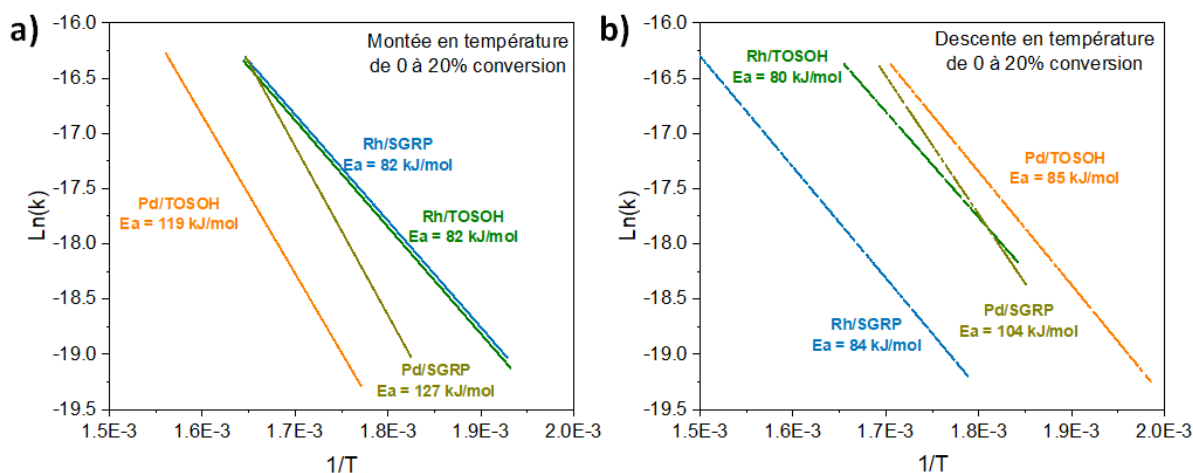 a)
Ln(k)
-16.0
-16.5
-17.0
-17.5
-18.0
-18.5
-19.0
-19.5
Montée en température
de 0 à 20% conversion
Rh/SGRP
Ea = 82 kJ/mol
Pd/TOSOH
Ea = 119 kJ/mol
Rh/TOSOH
Ea = 82 kJ/mol
Pd/SGRP
Ea = 127 kJ/mol
1.5E-3 1.6E-3 1.7E-3 1.8E-3 1.9E-3 2.0E-3
1/T
b)
Ln(k)
-16.0
-16.5
-17.0
-17.5
-18.0
-18.5
-19.0
-19.5
Descente en température
de 0 à 20% conversion
Rh/TOSOH
Ea = 80 kJ/mol
Pd/TOSOH
Ea = 85 kJ/mol
Pd/SGRP
Ea = 104 kJ/mol
Rh/SGRP
Ea = 84 kJ/mol
1.5E-3 1.6E-3 1.7E-3 1.8E-3 1.9E-3 2.0E-3
1/T